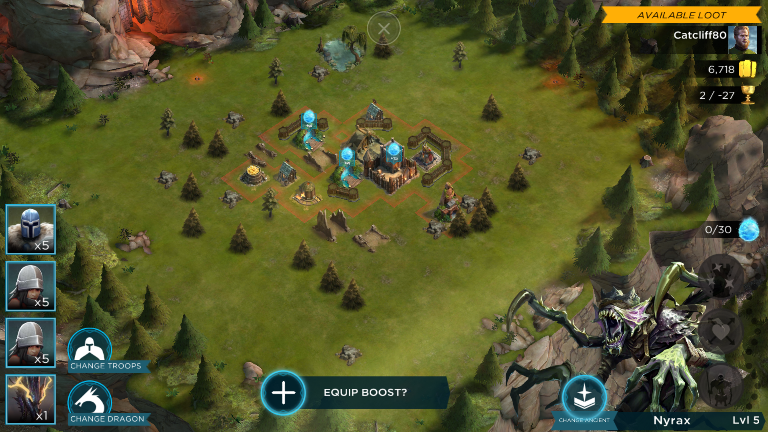 AVAILABLE LOOT
Catcliff80
6,718
2 / -27
0/30
x5
x5
x5
x1
CHANGE TROOPS
CHANGE DRAGON
EQUIP BOOST?
CHANGE ANCIENT
Nyrax
Lvl 5